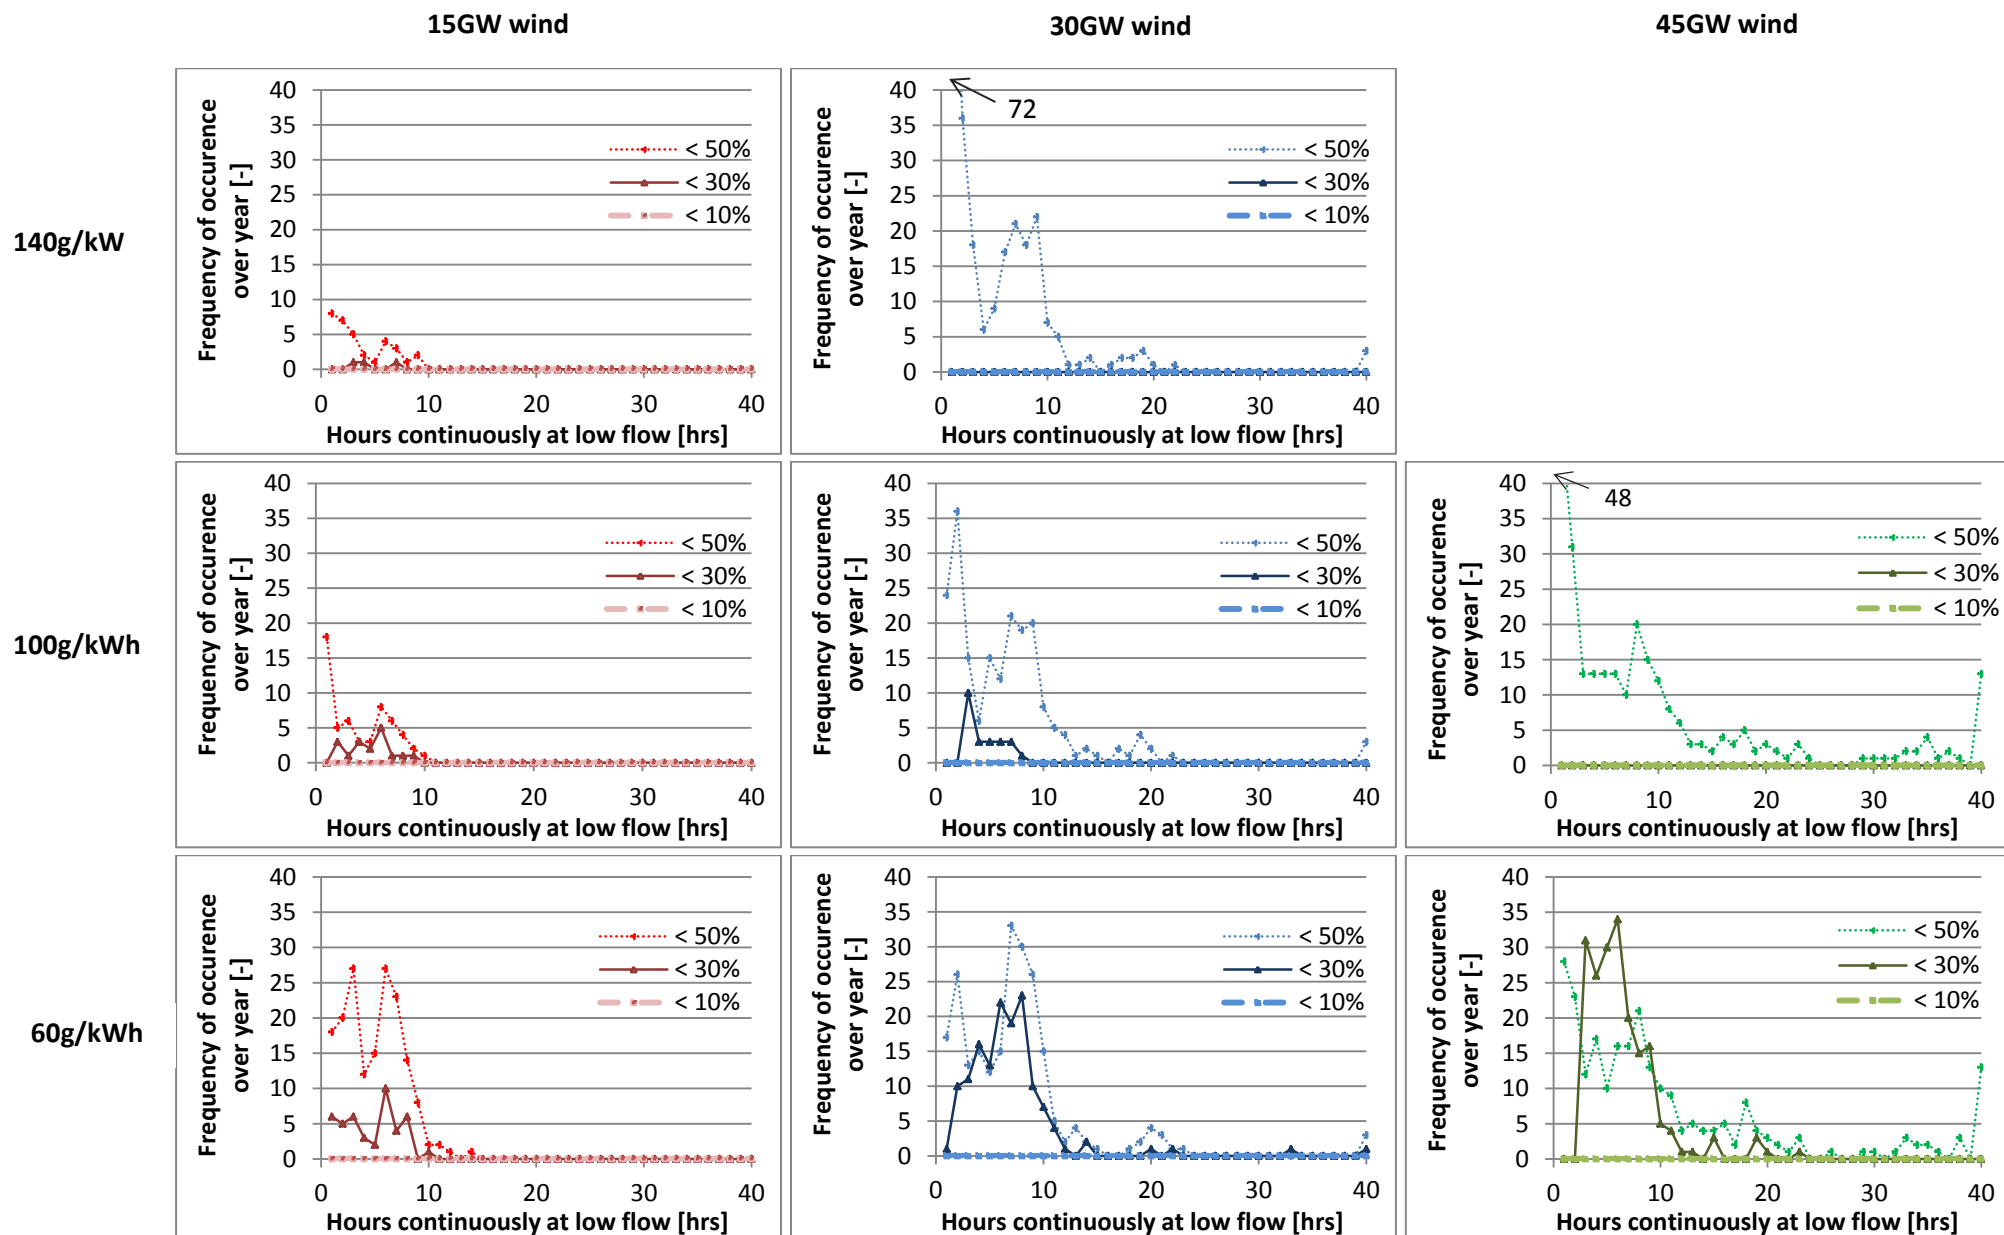 15GW wind
30GW wind
45GW wind
140g/kW
Frequency of occurence
over year [-]
40
35
30
25
20
15
10
5
0
0 10 20 30 40
Hours continuously at low flow [hrs]
< 50%
< 30%
< 10%
Frequency of occurence
over year [-]
40
35
30
25
20
15
10
5
0
0 10 20 30 40
Hours continuously at low flow [hrs]
72
< 50%
< 30%
< 10%
100g/kWh
Frequency of occurence
over year [-]
40
35
30
25
20
15
10
5
0
0 10 20 30 40
Hours continuously at low flow [hrs]
< 50%
< 30%
< 10%
Frequency of occurence
over year [-]
40
35
30
25
20
15
10
5
0
0 10 20 30 40
Hours continuously at low flow [hrs]
< 50%
< 30%
< 10%
Frequency of occurence
over year [-]
40
35
30
25
20
15
10
5
0
0 10 20 30 40
Hours continuously at low flow [hrs]
48
< 50%
< 30%
< 10%
60g/kWh
Frequency of occurence
over year [-]
40
35
30
25
20
15
10
5
0
0 10 20 30 40
Hours continuously at low flow [hrs]
< 50%
< 30%
< 10%
Frequency of occurence
over year [-]
40
35
30
25
20
15
10
5
0
0 10 20 30 40
Hours continuously at low flow [hrs]
< 50%
< 30%
< 10%
Frequency of occurence
over year [-]
40
35
30
25
20
15
10
5
0
0 10 20 30 40
Hours continuously at low flow [hrs]
< 50%
< 30%
< 10%